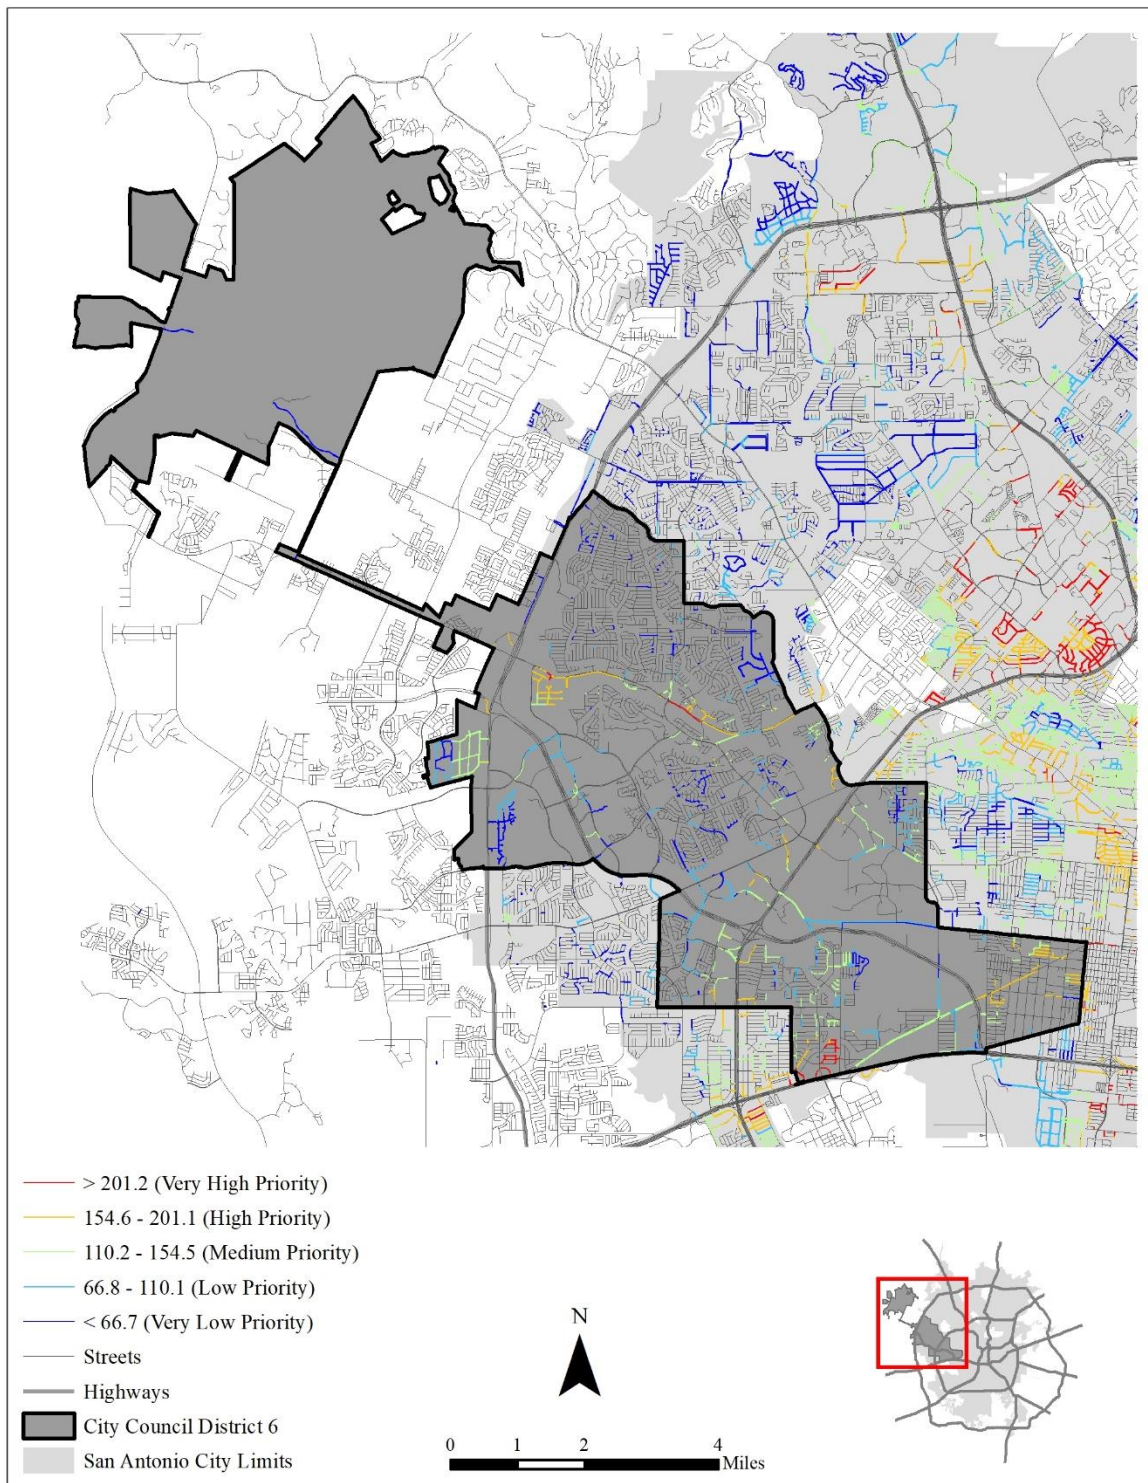 > 201.2 (Very High Priority)
154.6 - 201.1 (High Priority)
110.2 - 154.5 (Medium Priority)
66.8 - 110.1 (Low Priority)
< 66.7 (Very Low Priority)
Streets
Highways
City Council District 6
San Antonio City Limits
N
0 1 2 4
Miles